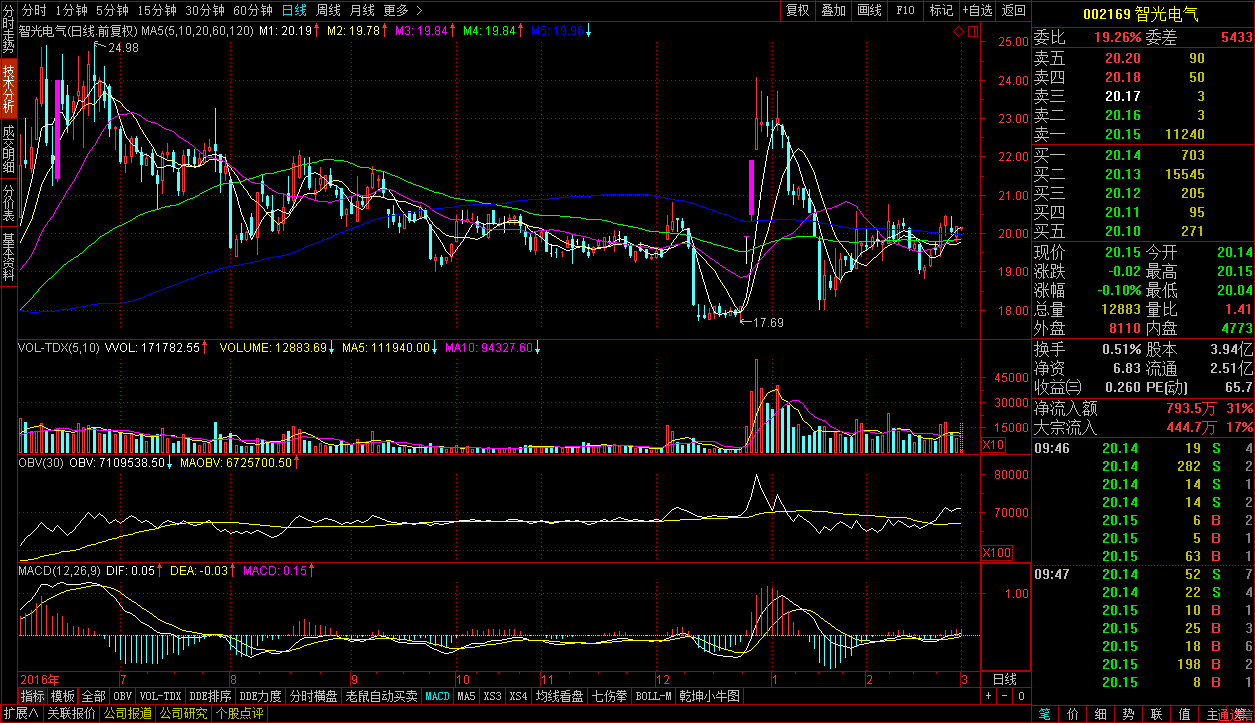 分时 1分钟 5分钟 15分钟 30分钟 60分钟 日线 周线 月线 更多 > 复权 叠加 画线 F10 标记 +自选 返回
002169 智光电气
分时走势
技术分析
成交明细
分价表
基本资料
智光电气(日线.前复权) MA5(5,10,20,60,120) M1: 20.19↑ M2: 19.78↑ M3: 19.84↑ M4: 19.84↑ M5: 19.96↓
24.98
17.69
25.00
24.00
23.00
22.00
21.00
20.00
19.00
18.00
VOL-TDX(5,10) VVOL: 171782.55↑ VOLUME: 12883.69↓ MA5: 111940.00↓ MA10: 94327.60↓
45000
30000
15000
X10
OBV(30) OBV: 7109538.50↓ MAOBV: 6725700.50↑
80000
70000
X100
MACD(12,26,9) DIF: 0.05↑ DEA: -0.03↑ MACD: 0.15↑
1.00
2016年 7 8 9 10 11 12 1 2 3 日线
指标 模板 全部 OBV VOL-TDX DDE排序 DDE力度 分时横盘 老鼠自动买卖 MACD MA5 XS3 XS4 均线看盘 七伤拳 BOLL-M 乾坤小牛图 + - 0
扩展∧ 关联报价 公司报道 公司研究 个股点评
委比 19.26% 委差 5433
卖五 20.20 90
卖四 20.18 50
卖三 20.17 3
卖二 20.16 3
卖一 20.15 11240
买一 20.14 703
买二 20.13 15545
买三 20.12 205
买四 20.11 95
买五 20.10 271
现价 20.15 今开 20.14
涨跌 -0.02 最高 20.15
涨幅 -0.10% 最低 20.04
总量 12883 量比 1.41
外盘 8110 内盘 4773
换手 0.51% 股本 3.94亿
净资 6.83 流通 2.51亿
收益㈢ 0.260 PE(动) 65.7
净流入额 793.5万 31%
大宗流入 444.7万 17%
09:46 20.14 19 S 4
20.14 282 S 2
20.14 14 S 1
20.14 14 S 2
20.15 6 B 2
20.15 5 B 1
20.15 63 B 1
09:47 20.14 52 S 7
20.14 22 S 4
20.15 10 B 1
20.15 25 B 3
20.15 18 B 6
20.15 198 B 2
20.15 8 B 1
笔 价 细 势 联 值 主